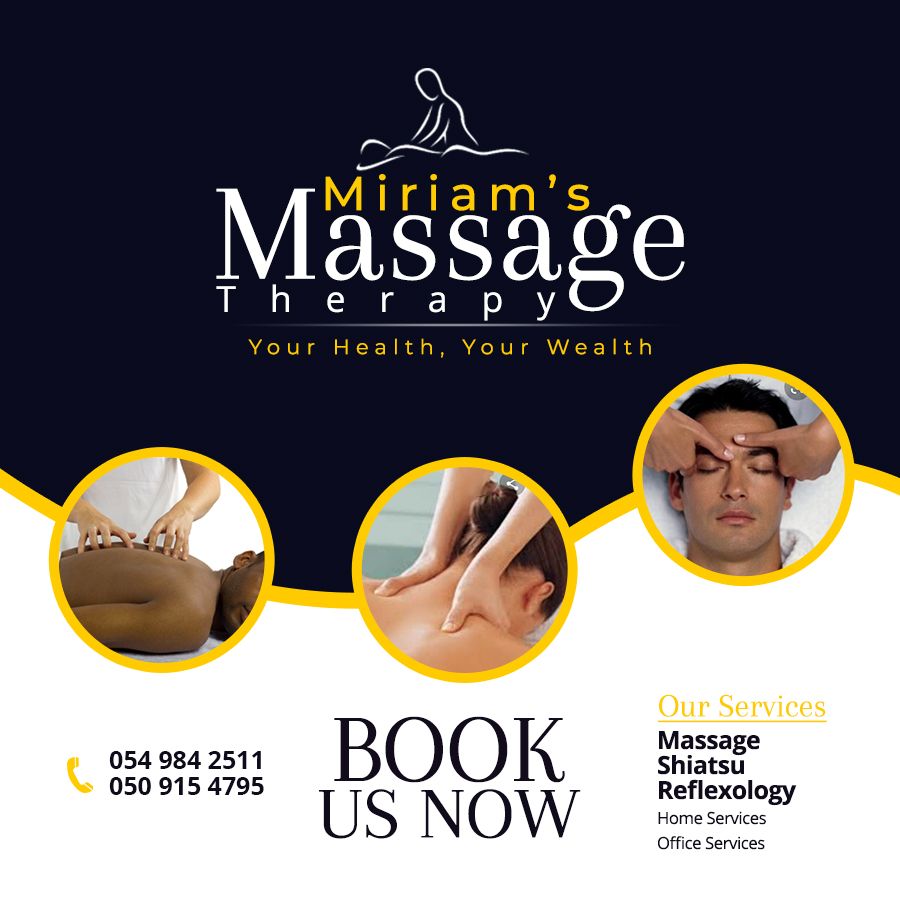 Miriam's
Massage
Therapy
Your Health, Your Wealth
054 984 2511
050 915 4795
BOOK
US NOW
Our Services
Massage
Shiatsu
Reflexology
Home Services
Office Services